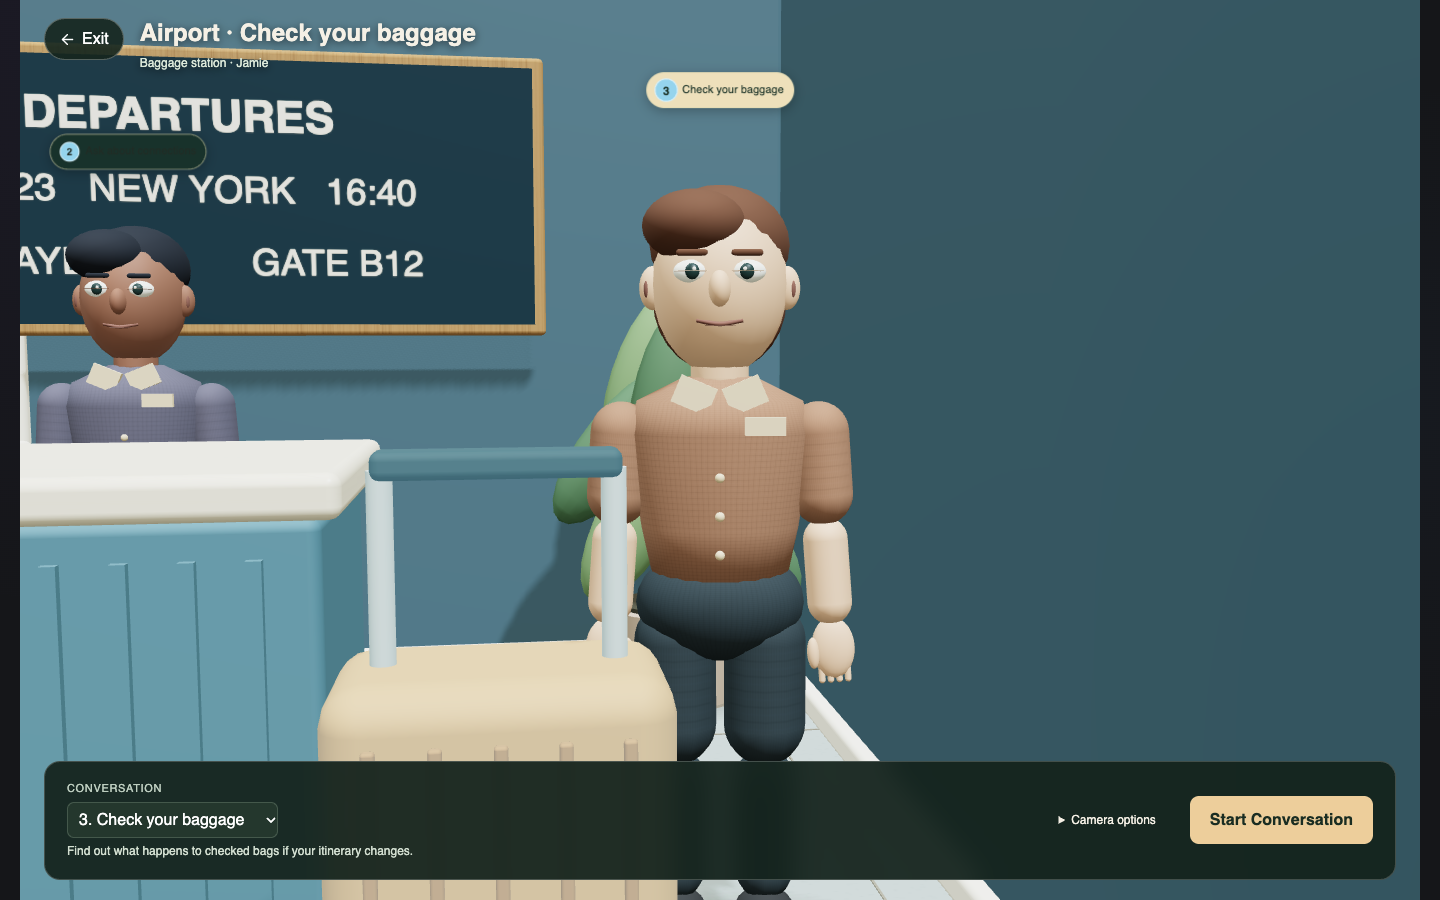 ← Exit
Airport · Check your baggage
Baggage station · Jamie
DEPARTURES
3 Check your baggage
2
23 NEW YORK 16:40
GATE B12
CONVERSATION
3. Check your baggage
Find out what happens to checked bags if your itinerary changes.
Camera options
Start Conversation